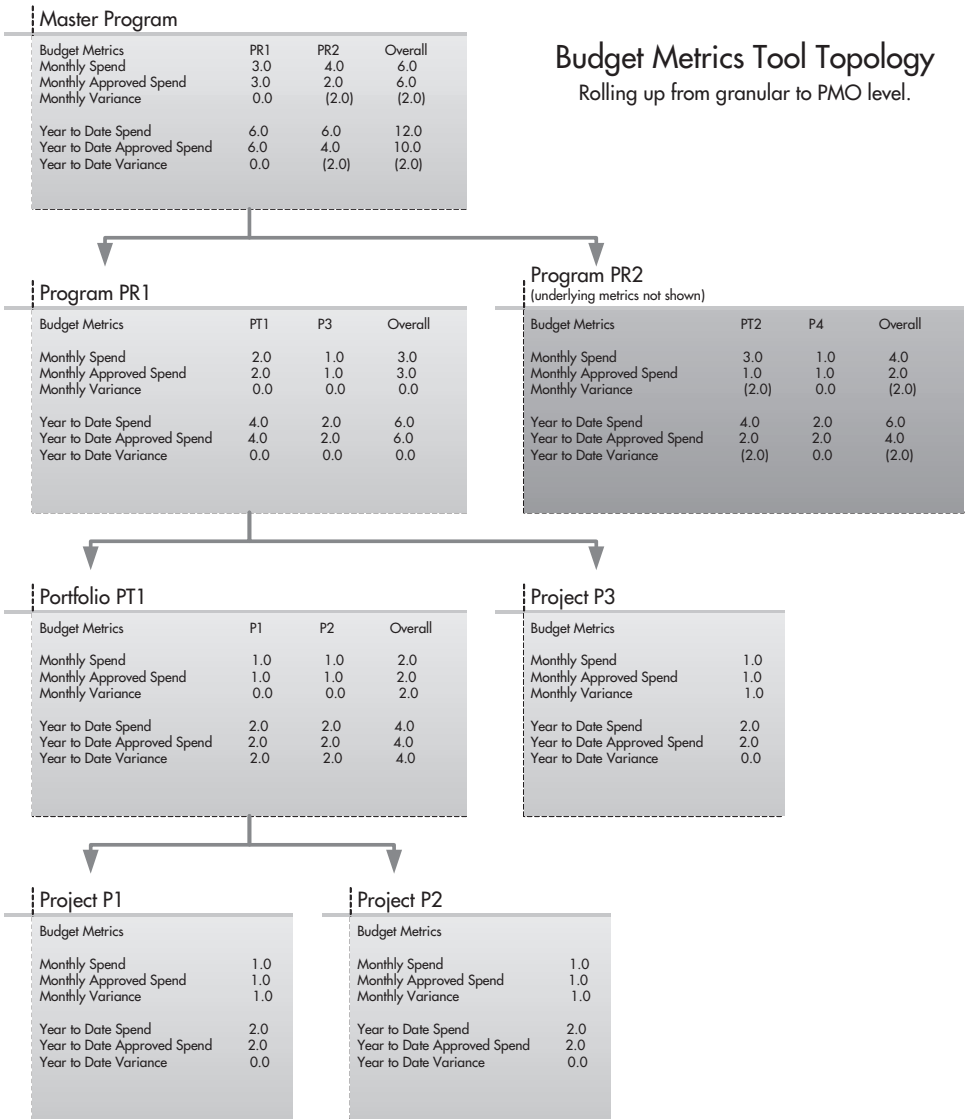 Master Program
Budget Metrics PR1 PR2 Overall
Monthly Spend 3.0 4.0 6.0
Monthly Approved Spend 3.0 2.0 6.0
Monthly Variance 0.0 (2.0) (2.0)
Year to Date Spend 6.0 6.0 12.0
Year to Date Approved Spend 6.0 4.0 10.0
Year to Date Variance 0.0 (2.0) (2.0)
Budget Metrics Tool Topology
Rolling up from granular to PMO level.
Program PR1
Budget Metrics PT1 P3 Overall
Monthly Spend 2.0 1.0 3.0
Monthly Approved Spend 2.0 1.0 3.0
Monthly Variance 0.0 0.0 0.0
Year to Date Spend 4.0 2.0 6.0
Year to Date Approved Spend 4.0 2.0 6.0
Year to Date Variance 0.0 0.0 0.0
Program PR2
(underlying metrics not shown)
Budget Metrics PT2 P4 Overall
Monthly Spend 3.0 1.0 4.0
Monthly Approved Spend 1.0 1.0 2.0
Monthly Variance (2.0) 0.0 (2.0)
Year to Date Spend 4.0 2.0 6.0
Year to Date Approved Spend 2.0 2.0 4.0
Year to Date Variance (2.0) 0.0 (2.0)
Portfolio PT1
Budget Metrics P1 P2 Overall
Monthly Spend 1.0 1.0 2.0
Monthly Approved Spend 1.0 1.0 2.0
Monthly Variance 0.0 0.0 2.0
Year to Date Spend 2.0 2.0 4.0
Year to Date Approved Spend 2.0 2.0 4.0
Year to Date Variance 2.0 2.0 4.0
Project P3
Budget Metrics
Monthly Spend 1.0
Monthly Approved Spend 1.0
Monthly Variance 1.0
Year to Date Spend 2.0
Year to Date Approved Spend 2.0
Year to Date Variance 0.0
Project P1
Budget Metrics
Monthly Spend 1.0
Monthly Approved Spend 1.0
Monthly Variance 1.0
Year to Date Spend 2.0
Year to Date Approved Spend 2.0
Year to Date Variance 0.0
Project P2
Budget Metrics
Monthly Spend 1.0
Monthly Approved Spend 1.0
Monthly Variance 1.0
Year to Date Spend 2.0
Year to Date Approved Spend 2.0
Year to Date Variance 0.0